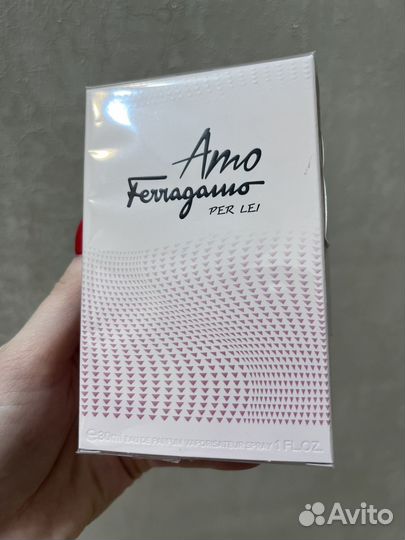 Amo
Ferragamo
PER LEI
℮30ml EAU DE PARFUM VAPORISATEUR SPRAY 1 FL.OZ.
Avito